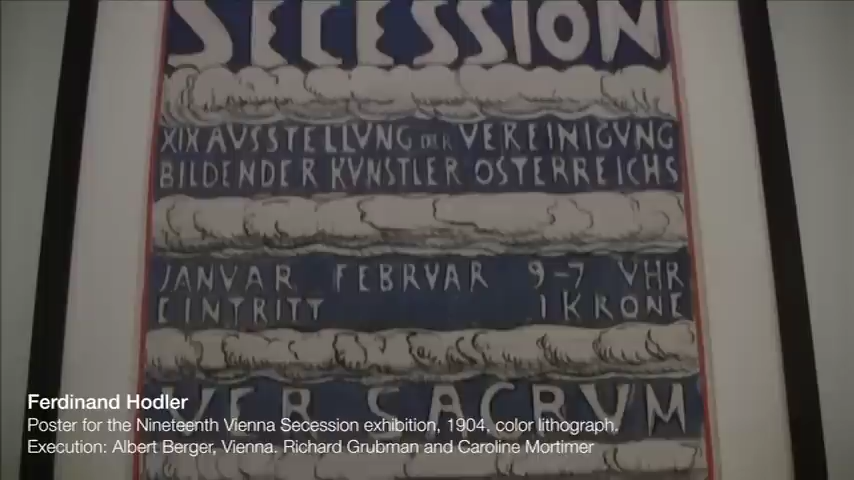 SECESSION
XIX AVSSTELLVNG DER VEREINIGVNG
BILDENDER KVNSTLER OSTERREICHS
JANVAR FEBRVAR 9-7 VHR
EINTRITT 1 KRONE
VER SACRVM
Ferdinand Hodler
Poster for the Nineteenth Vienna Secession exhibition, 1904, color lithograph.
Execution: Albert Berger, Vienna. Richard Grubman and Caroline Mortimer